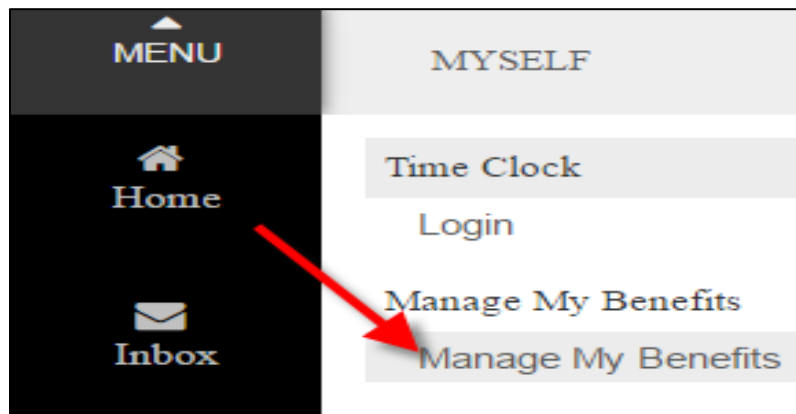 MENU
MYSELF
Home
Time Clock
Login
Inbox
Manage My Benefits
Manage My Benefits